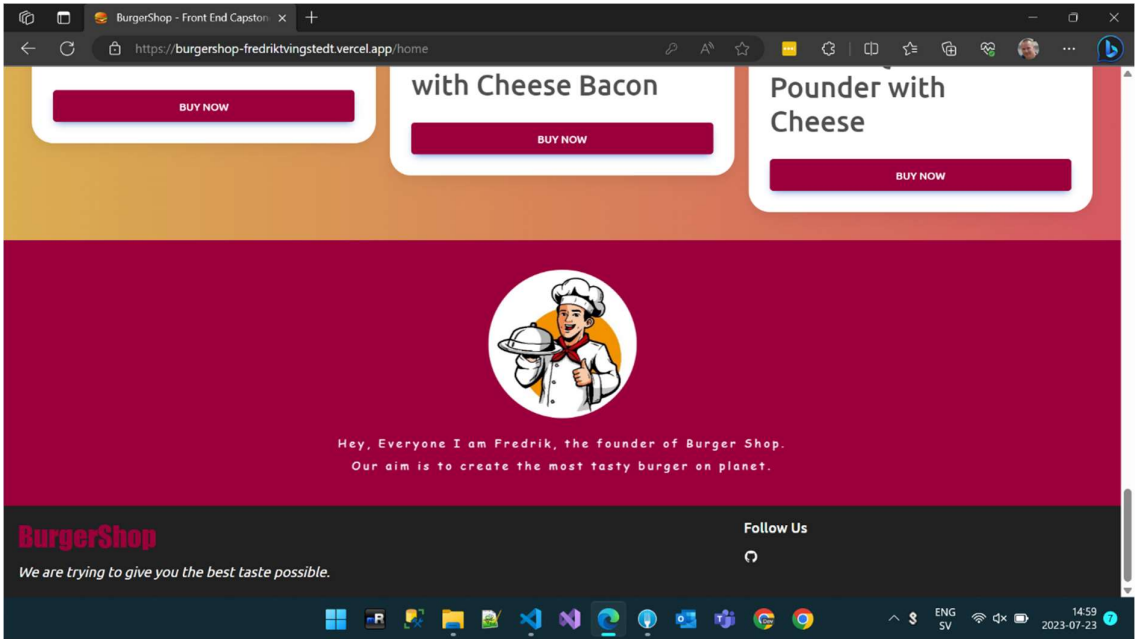 BurgerShop - Front End Capston
https://burgershop-fredriktvingstedt.vercel.app/home
BUY NOW
with Cheese Bacon
BUY NOW
Pounder with
Cheese
BUY NOW
Hey, Everyone I am Fredrik, the founder of Burger Shop.
Our aim is to create the most tasty burger on planet.
BurgerShop
We are trying to give you the best taste possible.
Follow Us
ENG
SV
14:59
2023-07-23
7